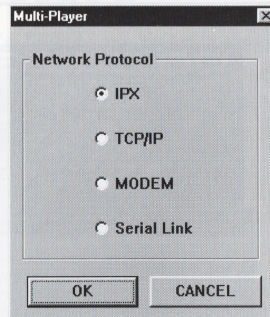 Multi-Player
Network Protocol
IPX
TCP/IP
MODEM
Serial Link
OK
CANCEL